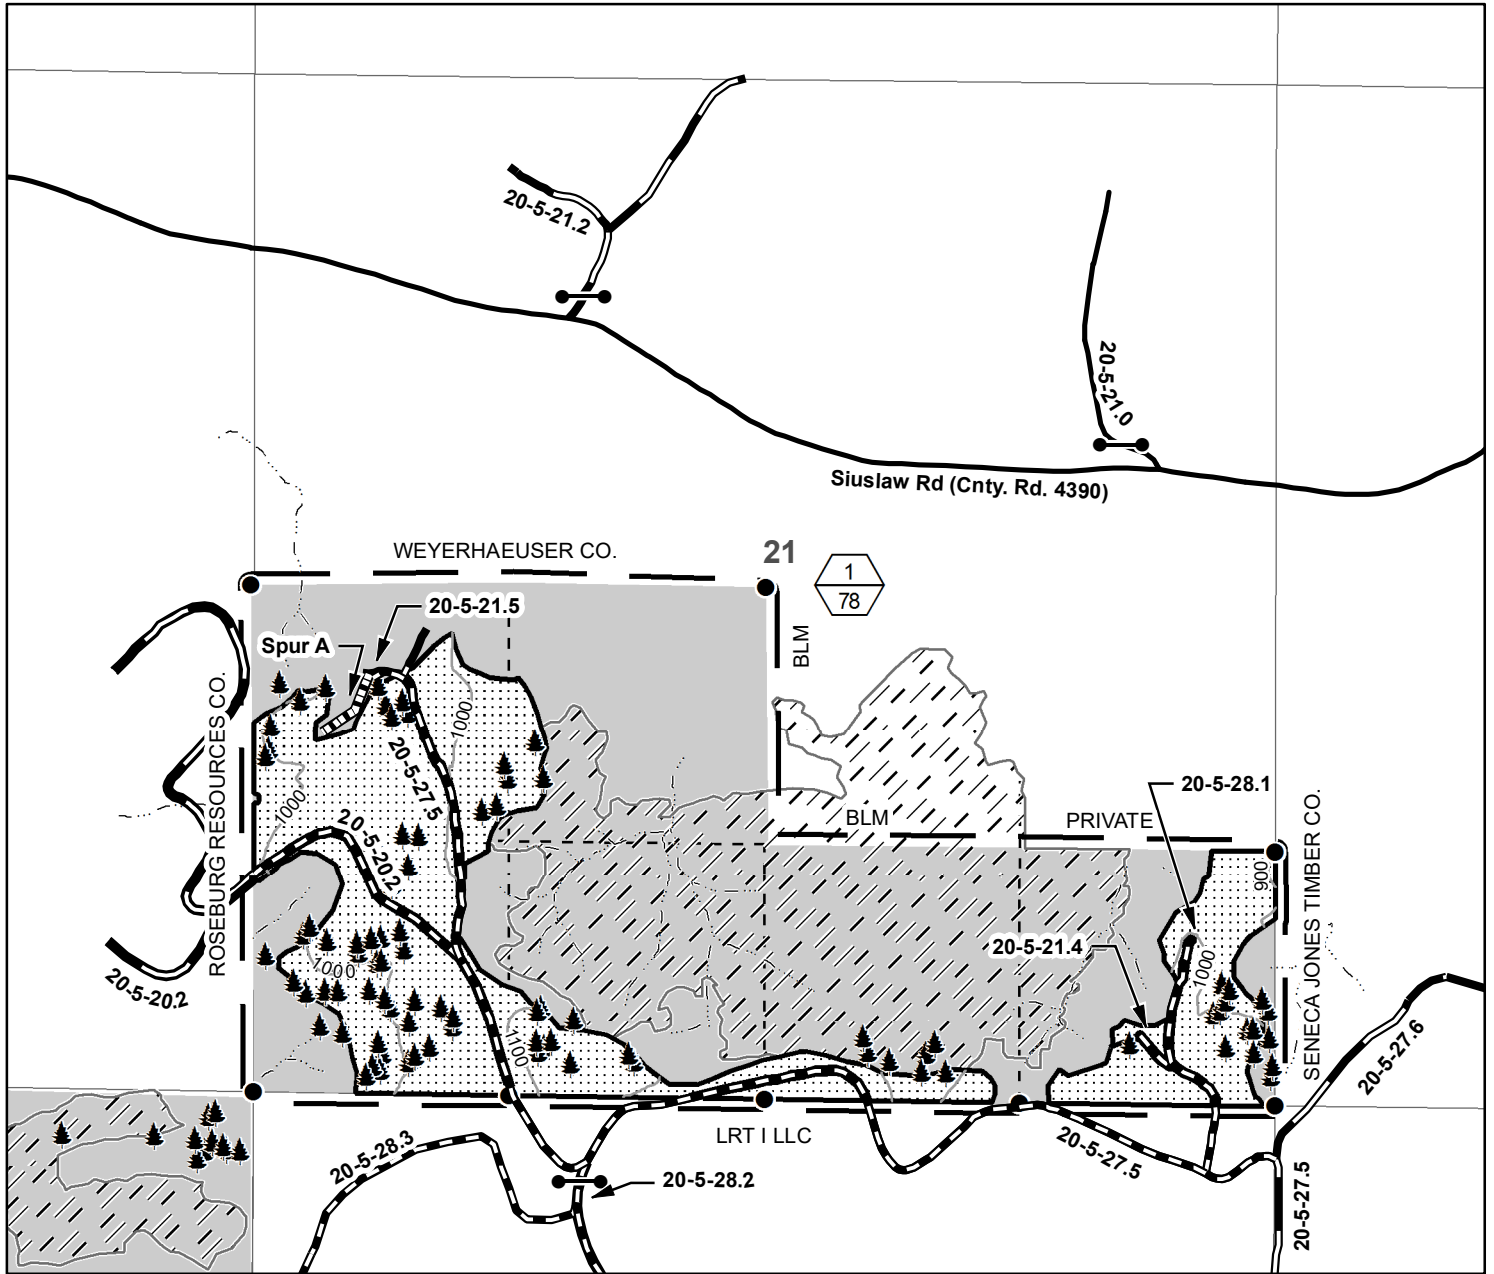 20-5-21.2
20-5-21.0
Siuslaw Rd (Cnty. Rd. 4390)
WEYERHAEUSER CO.
21
1
78
20-5-21.5
Spur A
BLM
ROSEBURG RESOURCES CO.
1000
20-5-27.5
1000
20-5-20.2
BLM
PRIVATE
20-5-28.1
SENECA JONES TIMBER CO.
900
20-5-21.4
1000
1000
20-5-20.2
1100
20-5-27.6
LRT I LLC
20-5-28.3
20-5-27.5
20-5-28.2
20-5-27.5